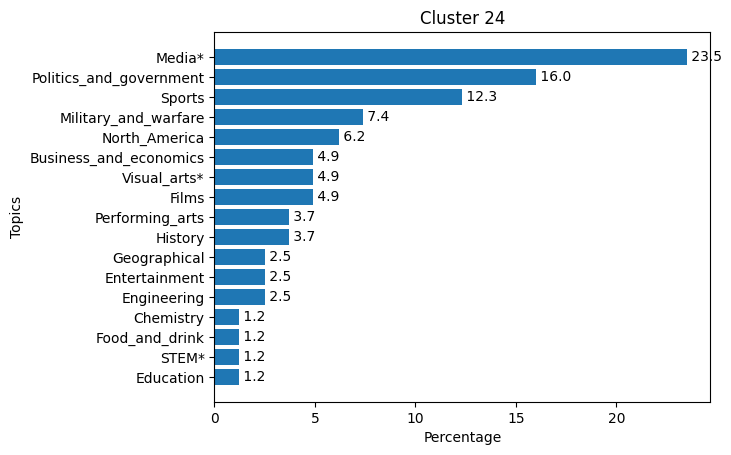 Cluster 24
Topics
Media* 23.5
Politics_and_government 16.0
Sports 12.3
Military_and_warfare 7.4
North_America 6.2
Business_and_economics 4.9
Visual_arts* 4.9
Films 4.9
Performing_arts 3.7
History 3.7
Geographical 2.5
Entertainment 2.5
Engineering 2.5
Chemistry 1.2
Food_and_drink 1.2
STEM* 1.2
Education 1.2
0 5 10 15 20
Percentage